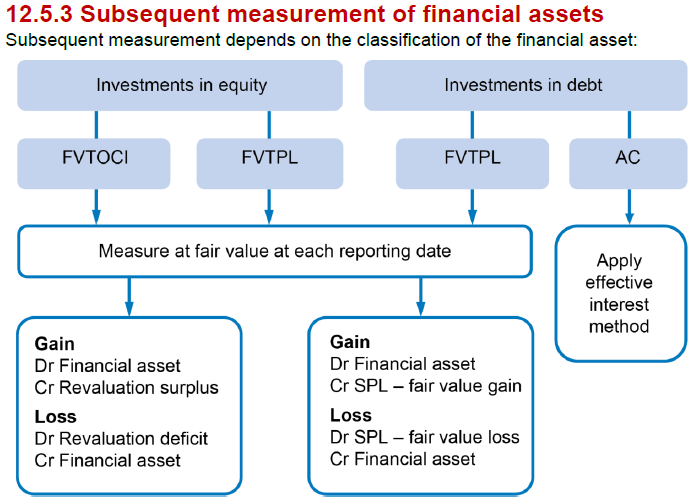 12.5.3 Subsequent measurement of financial assets
Subsequent measurement depends on the classification of the financial asset:
Investments in equity
Investments in debt
FVTOCI
FVTPL
FVTPL
AC
Measure at fair value at each reporting date
Apply
effective
interest
method
Gain
Dr Financial asset
Cr Revaluation surplus
Loss
Dr Revaluation deficit
Cr Financial asset
Gain
Dr Financial asset
Cr SPL – fair value gain
Loss
Dr SPL – fair value loss
Cr Financial asset